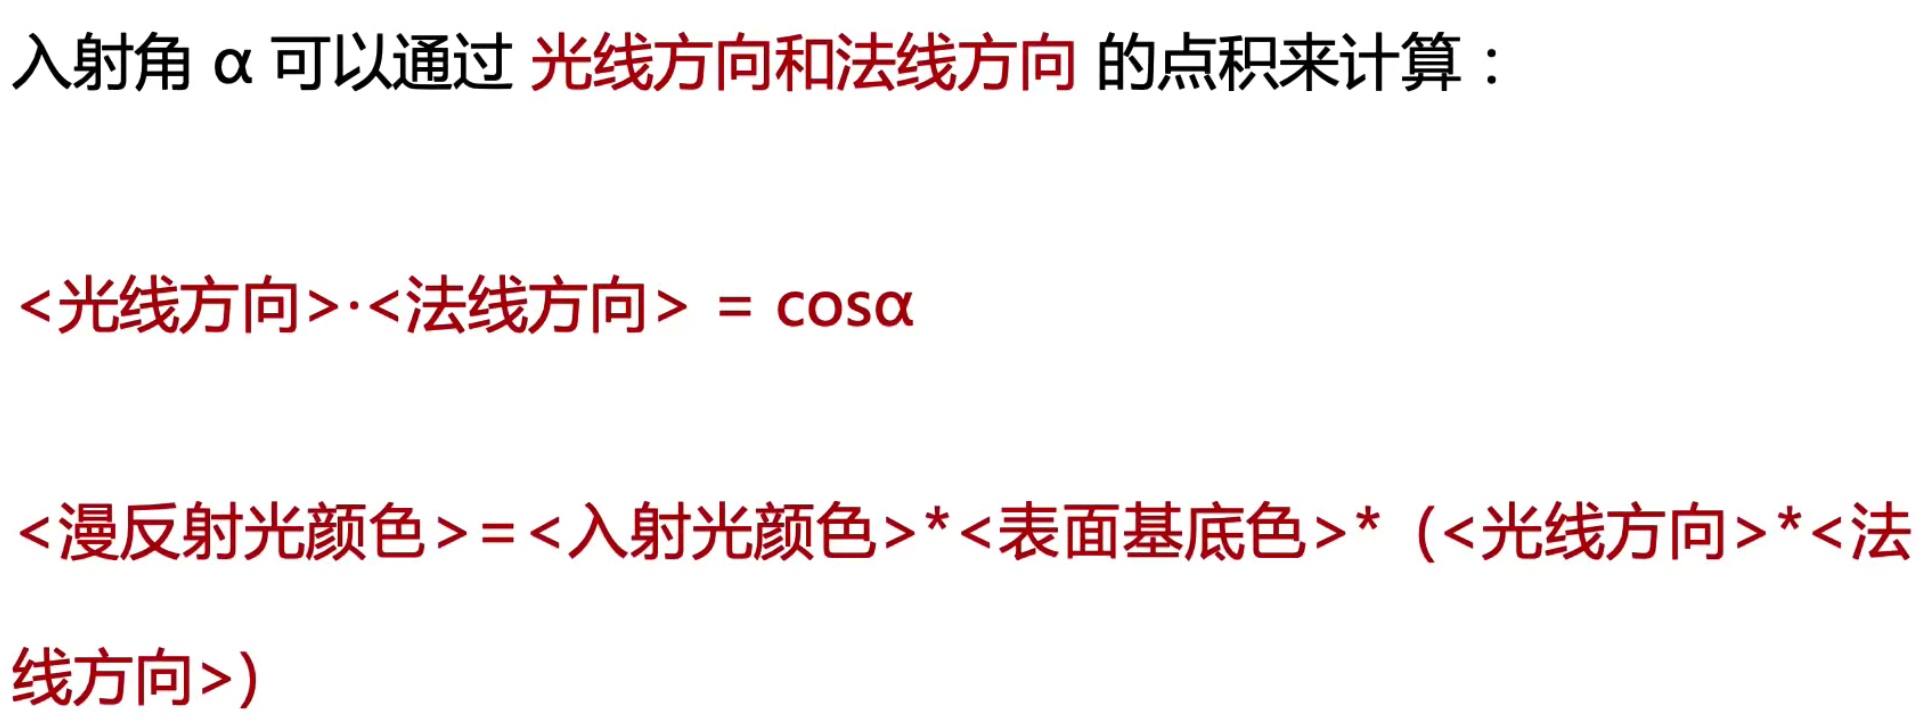 入射角 α 可以通过 光线方向和法线方向 的点积来计算：
<光线方向>·<法线方向> = cosα
<漫反射光颜色>=<入射光颜色>*<表面基底色>*（<光线方向>*<法
线方向>）